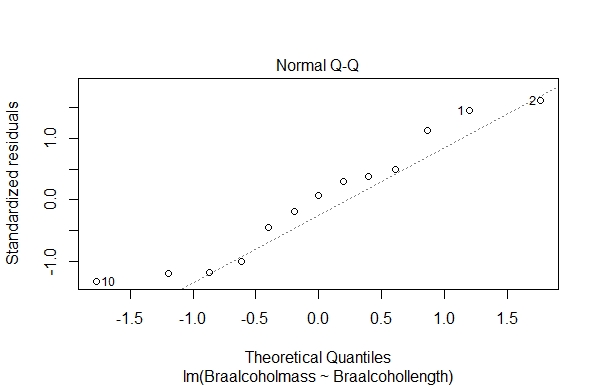 Normal Q-Q
Standardized residuals
1.0
0.0
-1.0
1
2
10
-1.5 -1.0 -0.5 0.0 0.5 1.0 1.5
Theoretical Quantiles
lm(Braalcoholmass ~ Braalcohollength)